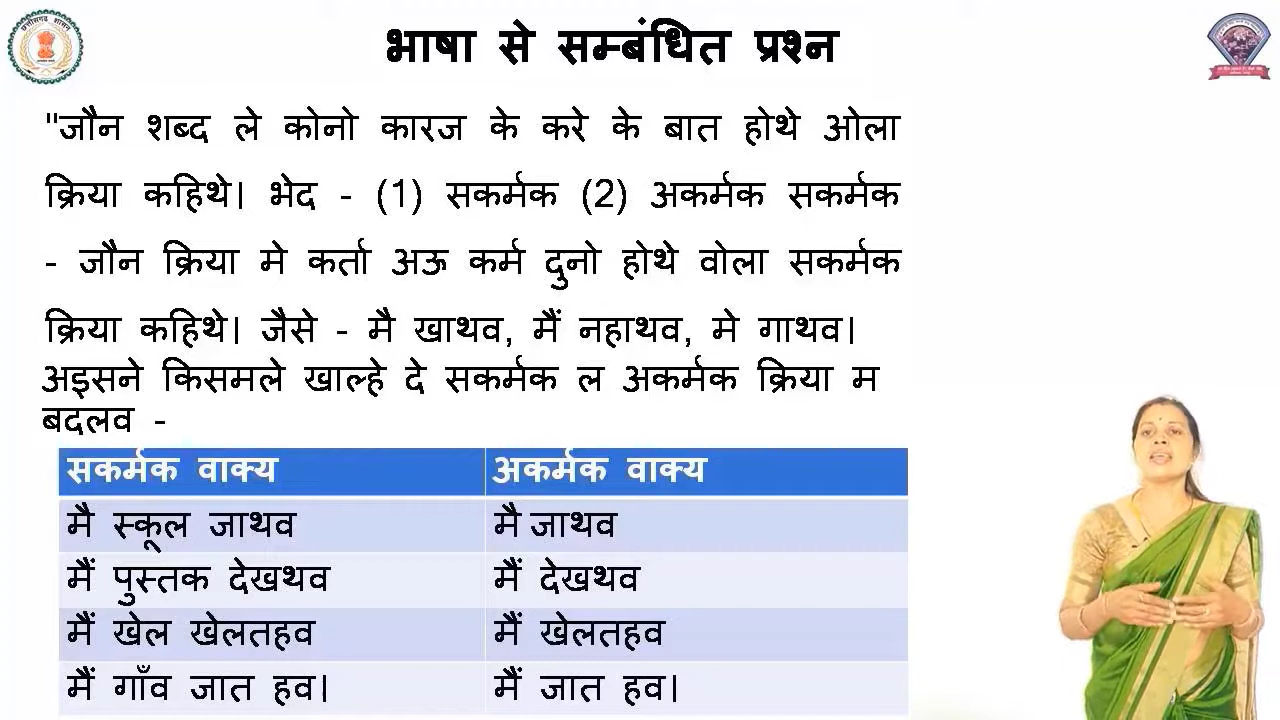 भाषा से सम्बंधित प्रश्न
"जौन शब्द ले कोनो कारज के करे के बात होथे ओला
क्रिया कहिथे। भेद - (1) सकर्मक (2) अकर्मक सकर्मक
- जौन क्रिया मे कर्ता अऊ कर्म दुनो होथे वोला सकर्मक
क्रिया कहिथे। जैसे - मै खाथव, मैं नहाथव, मे गाथव।
अइसने किसमले खाल्हे दे सकर्मक ल अकर्मक क्रिया म
बदलव -
सकर्मक वाक्य अकर्मक वाक्य
मै स्कूल जाथव मै जाथव
मैं पुस्तक देखथव मैं देखथव
मैं खेल खेलतहव मैं खेलतहव
मैं गाँव जात हव। मैं जात हव।